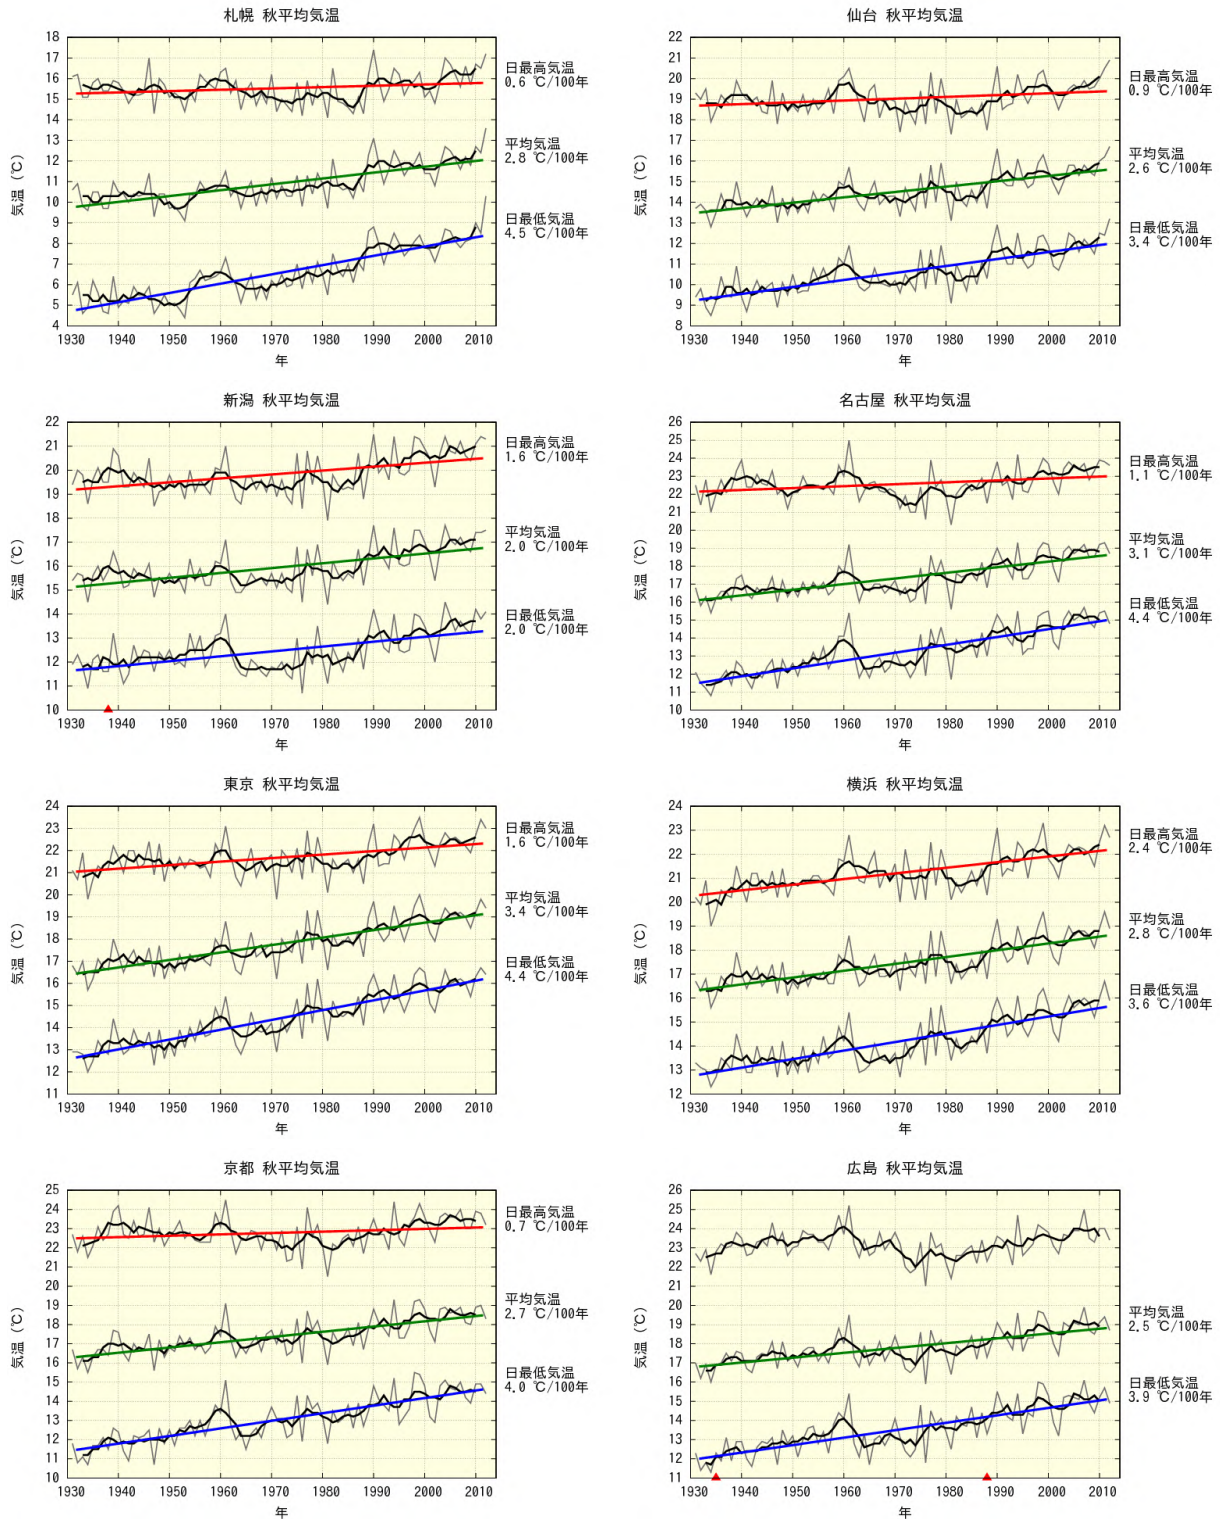 札幌 秋平均気温
18
17
16
15
14
13
12
11
10
9
8
7
6
5
4
気温 (℃)
1930 1940 1950 1960 1970 1980 1990 2000 2010
年
日最高気温
0.6 ℃/100年
平均気温
2.8 ℃/100年
日最低気温
4.5 ℃/100年
仙台 秋平均気温
22
21
20
19
18
17
16
15
14
13
12
11
10
9
8
気温 (℃)
1930 1940 1950 1960 1970 1980 1990 2000 2010
年
日最高気温
0.9 ℃/100年
平均気温
2.6 ℃/100年
日最低気温
3.4 ℃/100年
新潟 秋平均気温
22
21
20
19
18
17
16
15
14
13
12
11
10
気温 (℃)
1930 1940 1950 1960 1970 1980 1990 2000 2010
年
日最高気温
1.6 ℃/100年
平均気温
2.0 ℃/100年
日最低気温
2.0 ℃/100年
名古屋 秋平均気温
26
25
24
23
22
21
20
19
18
17
16
15
14
13
12
11
10
気温 (℃)
1930 1940 1950 1960 1970 1980 1990 2000 2010
年
日最高気温
1.1 ℃/100年
平均気温
3.1 ℃/100年
日最低気温
4.4 ℃/100年
東京 秋平均気温
24
23
22
21
20
19
18
17
16
15
14
13
12
11
気温 (℃)
1930 1940 1950 1960 1970 1980 1990 2000 2010
年
日最高気温
1.6 ℃/100年
平均気温
3.4 ℃/100年
日最低気温
4.4 ℃/100年
横浜 秋平均気温
24
23
22
21
20
19
18
17
16
15
14
13
12
気温 (℃)
1930 1940 1950 1960 1970 1980 1990 2000 2010
年
日最高気温
2.4 ℃/100年
平均気温
2.8 ℃/100年
日最低気温
3.6 ℃/100年
京都 秋平均気温
25
24
23
22
21
20
19
18
17
16
15
14
13
12
11
10
気温 (℃)
1930 1940 1950 1960 1970 1980 1990 2000 2010
年
日最高気温
0.7 ℃/100年
平均気温
2.7 ℃/100年
日最低気温
4.0 ℃/100年
広島 秋平均気温
26
25
24
23
22
21
20
19
18
17
16
15
14
13
12
11
気温 (℃)
1930 1940 1950 1960 1970 1980 1990 2000 2010
年
平均気温
2.5 ℃/100年
日最低気温
3.9 ℃/100年